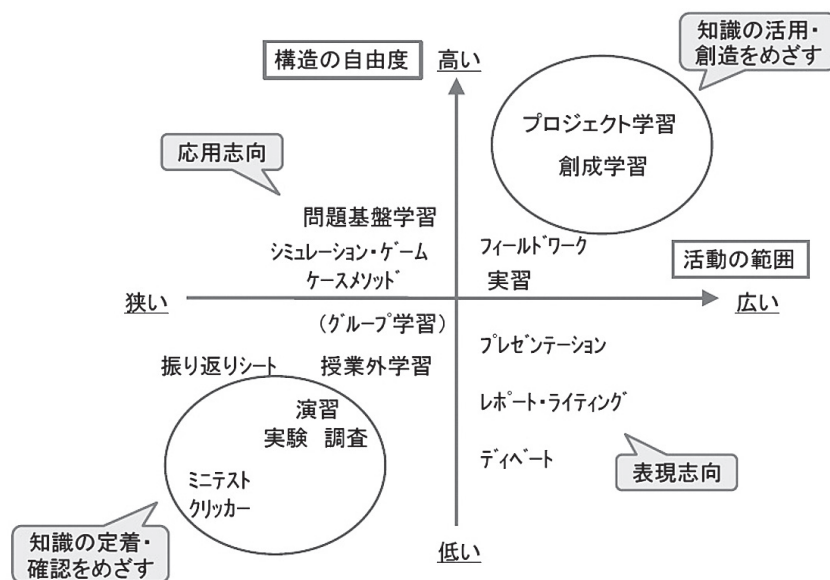 知識の活用・
創造をめざす
構造の自由度
高い
プロジェクト学習
創成学習
応用志向
問題基盤学習
シミュレーション・ゲーム
ケースメソッド
フィールドワーク
実習
活動の範囲
狭い
広い
(グループ学習)
プレゼンテーション
振り返りシート
授業外学習
レポート・ライティング
演習
実験 調査
ディベート
表現志向
ミニテスト
クリッカー
知識の定着・
確認をめざす
低い